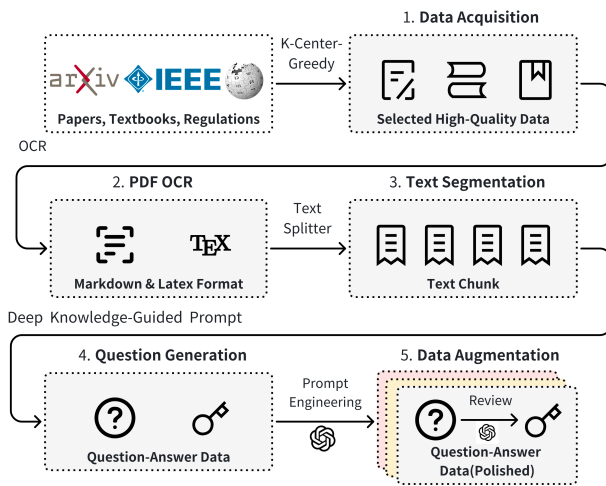 1. Data Acquisition
K-Center-
Greedy
arXiv IEEE
Papers, Textbooks, Regulations
Selected High-Quality Data
OCR
2. PDF OCR
3. Text Segmentation
Text
Splitter
TEX
Markdown & Latex Format
Text Chunk
Deep Knowledge-Guided Prompt
4. Question Generation
5. Data Augmentation
Prompt
Engineering
Review
Question-Answer Data
Question-Answer
Data(Polished)